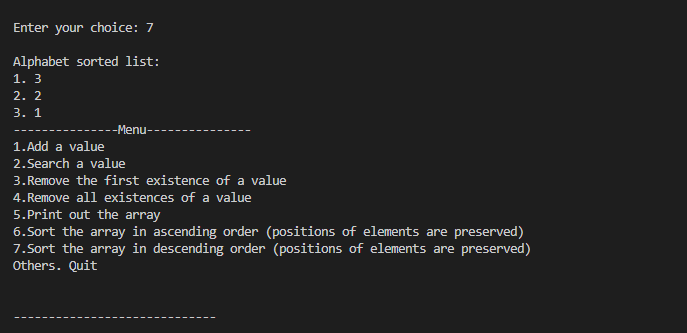 Enter your choice: 7
Alphabet sorted list:
1. 3
2. 2
3. 1
---------------Menu---------------
1.Add a value
2.Search a value
3.Remove the first existence of a value
4.Remove all existences of a value
5.Print out the array
6.Sort the array in ascending order (positions of elements are preserved)
7.Sort the array in descending order (positions of elements are preserved)
Others. Quit
-----------------------------